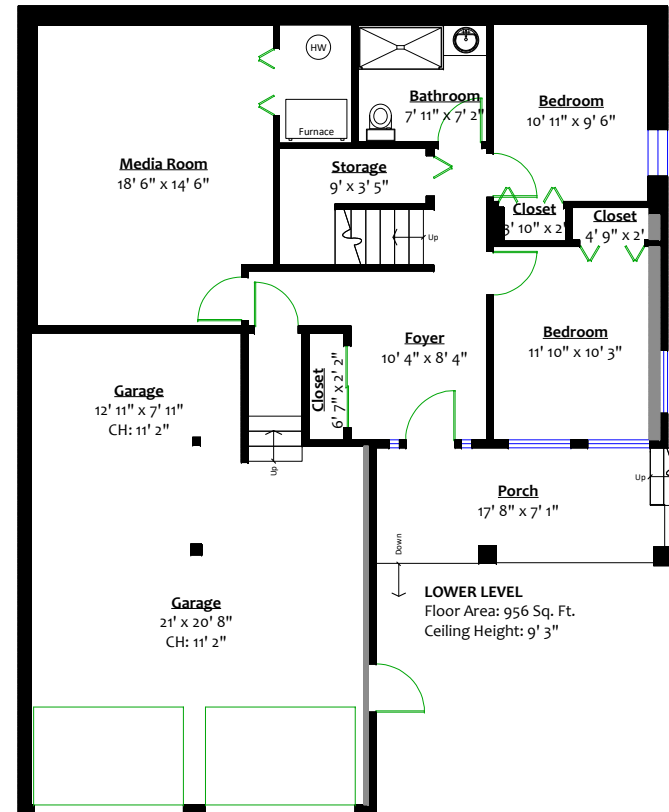 HW
Furnace
Bathroom
7' 11" x 7' 2"
Bedroom
10' 11" x 9' 6"
Media Room
18' 6" x 14' 6"
Storage
9' x 3' 5"
Up
Closet
3' 10" x 2'
Closet
4' 9" x 2'
Foyer
10' 4" x 8' 4"
Bedroom
11' 10" x 10' 3"
Garage
12' 11" x 7' 11"
CH: 11' 2"
Closet
6' 7" x 2' 2"
Up
Porch
17' 8" x 7' 1"
Up
Down
LOWER LEVEL
Floor Area: 956 Sq. Ft.
Ceiling Height: 9' 3"
Garage
21' x 20' 8"
CH: 11' 2"